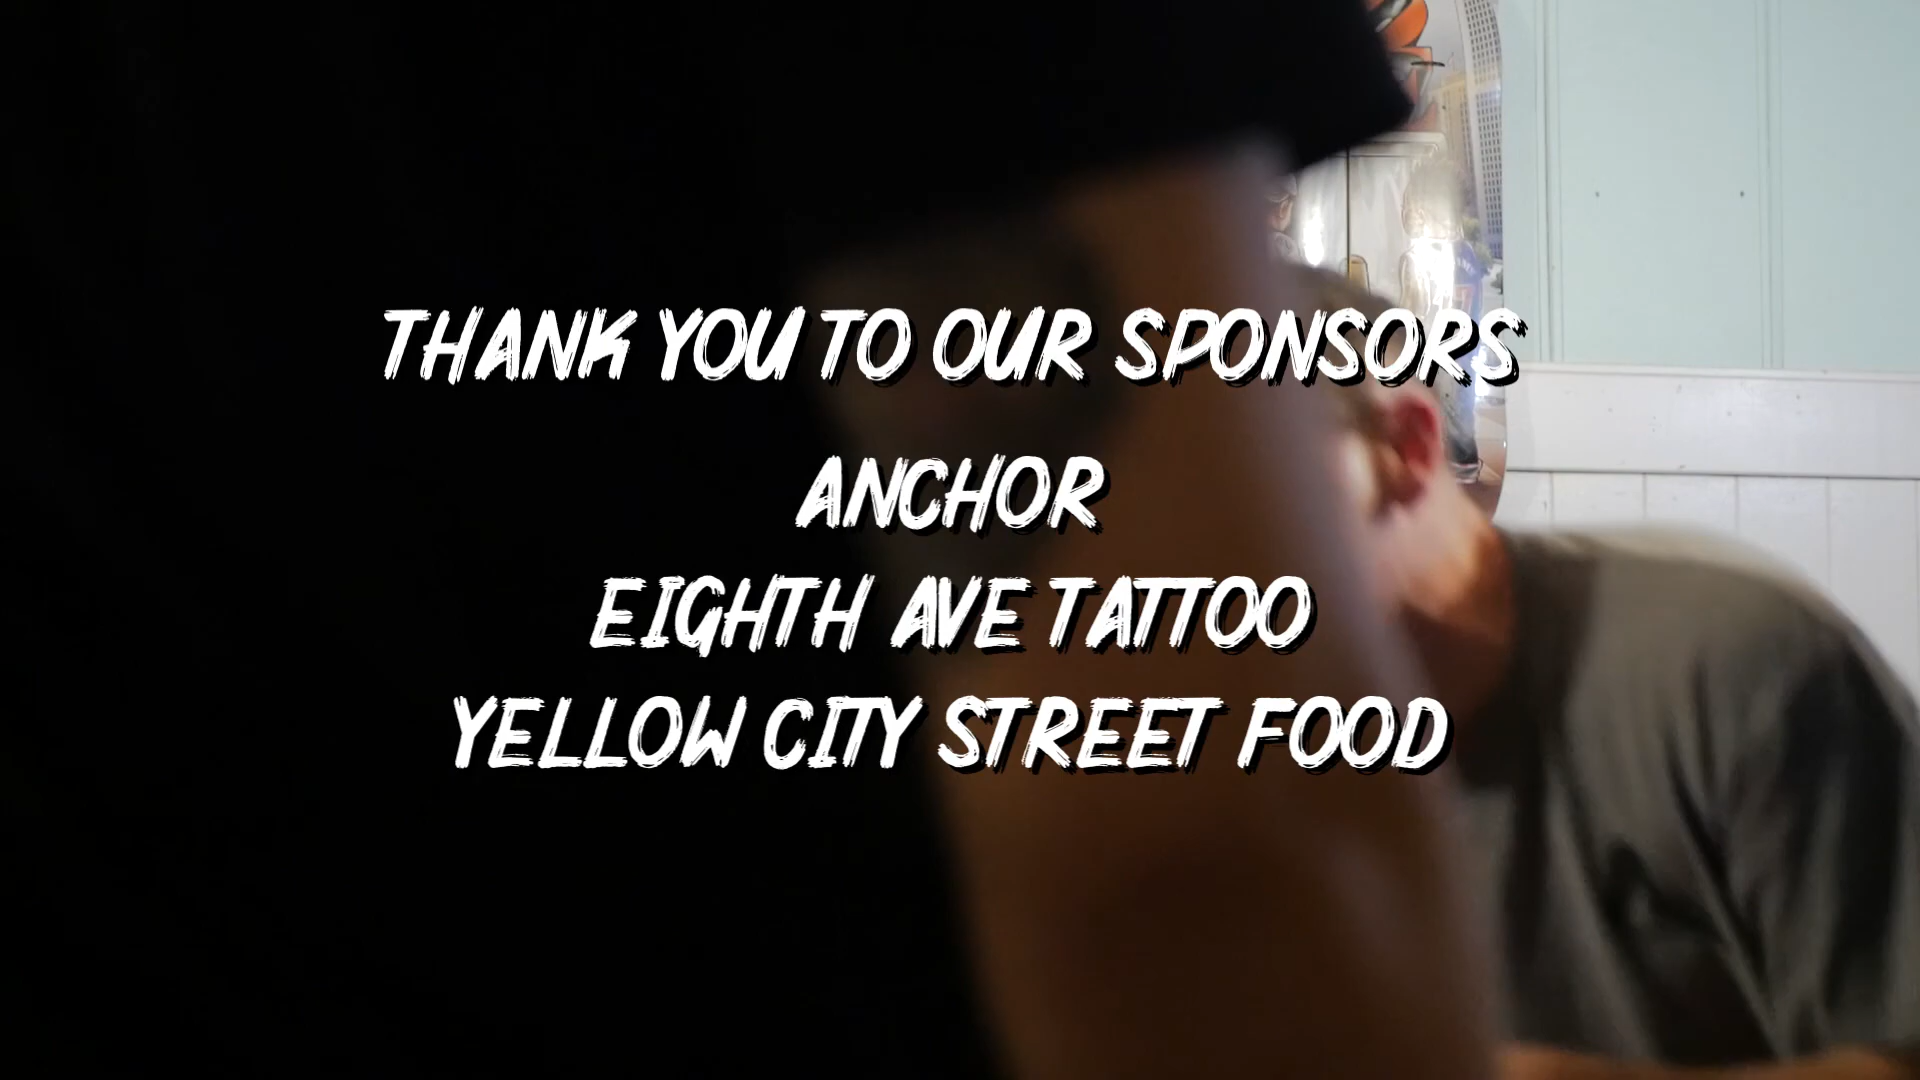 THANK YOU TO OUR SPONSORS
ANCHOR
EIGHTH AVE TATTOO
YELLOW CITY STREET FOOD